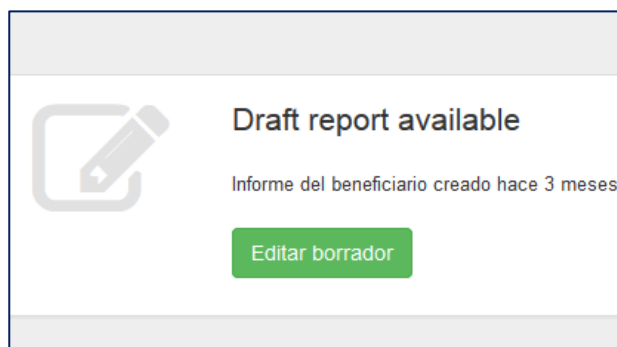 Draft report available
Informe del beneficiario creado hace 3 meses
Editar borrador